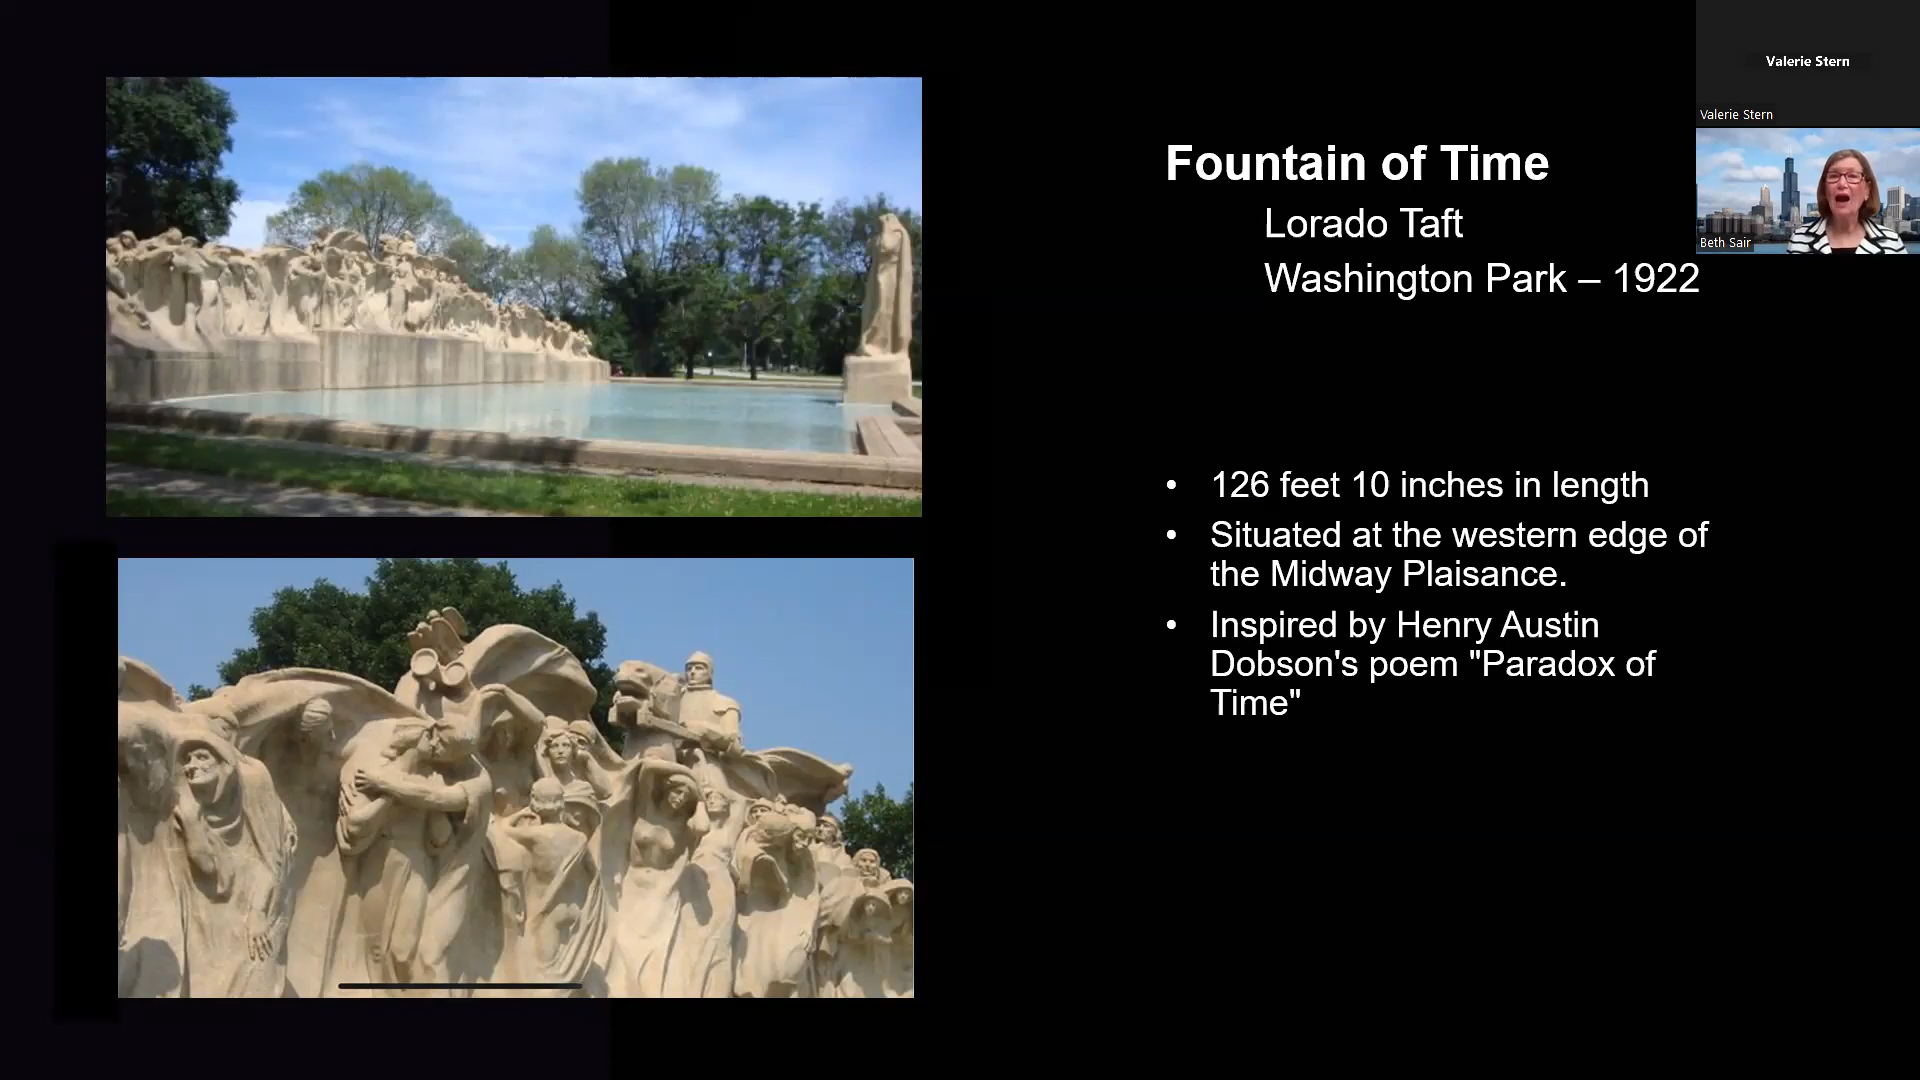 Valerie Stern
Valerie Stern
Beth Sair
Fountain of Time
Lorado Taft
Washington Park – 1922
• 126 feet 10 inches in length
• Situated at the western edge of
the Midway Plaisance.
• Inspired by Henry Austin
Dobson's poem "Paradox of
Time"